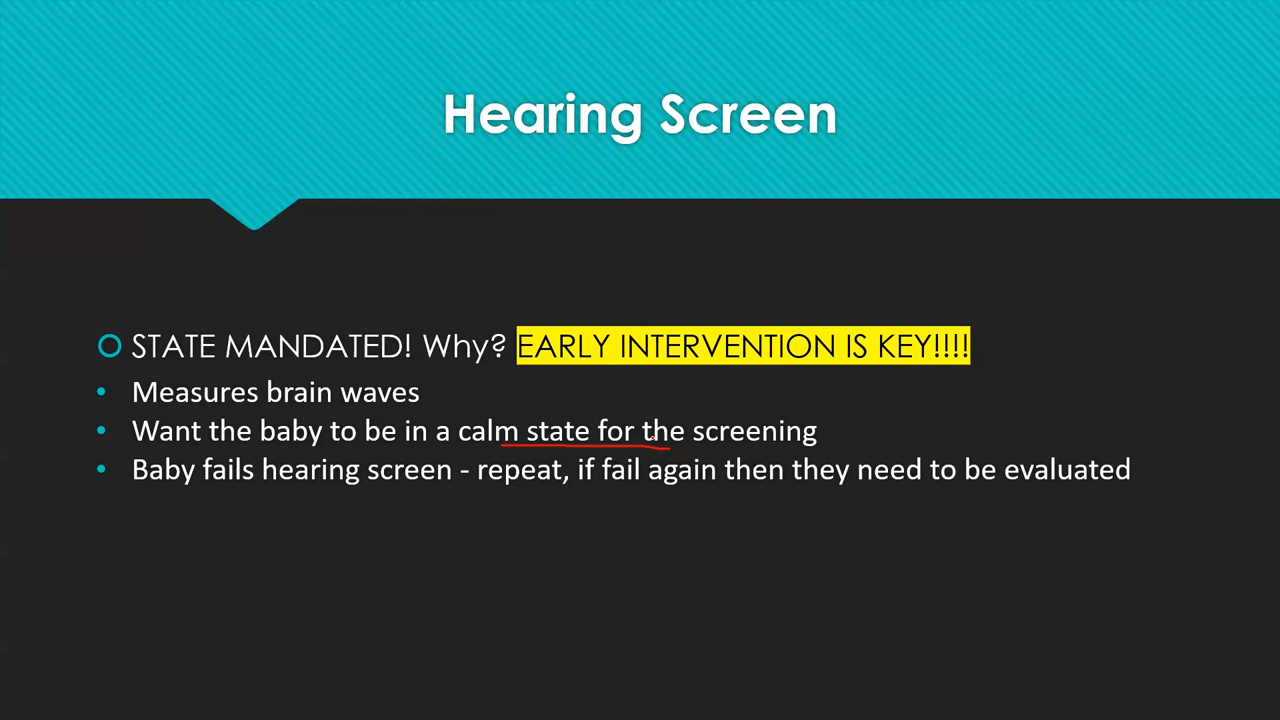 Hearing Screen
STATE MANDATED! Why? EARLY INTERVENTION IS KEY!!!!
Measures brain waves
Want the baby to be in a calm state for the screening
Baby fails hearing screen - repeat, if fail again then they need to be evaluated